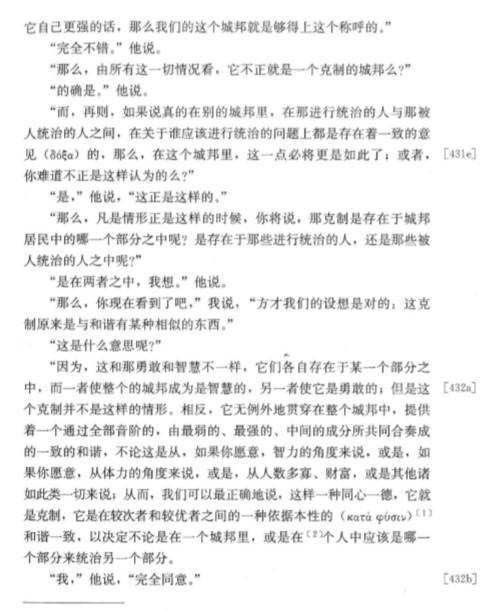 它自己更强的话，那么我们的这个城邦就是够得上这个称呼的。”
“完全不错。”他说。
“那么，由所有这一切情况看，它不正就是一个克制的城邦么？”
“的确是。”他说。
“而，再则，如果说真的在别的城邦里，在那进行统治的人与那被
人统治的人之间，在关于谁应该进行统治的问题上都是存在着一致的意
见（δόξα）的，那么，在这个城邦里，这一点必将更是如此了；或者， [431e]
你难道不正是这样认为的么？”
“是，”他说，“这正是这样的。”
“那么，凡是情形正是这样的时候，你将说，那克制是存在于城邦
居民中的哪一个部分之中呢？是存在于那些进行统治的人，还是那些被
人统治的人之中呢？”
“是在两者之中，我想。”他说。
“那么，你现在看到了吧，”我说，“方才我们的设想是对的：这克
制原来是与和谐有某种相似的东西。”
“这是什么意思呢？”
“因为，这和那勇敢和智慧不一样，它们各自存在于某一个部分之
中，而一者使整个的城邦成为是智慧的，另一者使它是勇敢的；但是这 [432a]
个克制并不是这样的情形。相反，它无例外地贯穿在整个城邦中，提供
着一个通过全部音阶的，由最弱的、最强的、中间的成分所共同合奏成
的一致的和谐，不论这是从，如果你愿意，智力的角度来说，或是，如
果你愿意，从体力的角度来说，或是，从人数多寡、财富，或是其他诸
如此类一切来说；从而，我们可以最正确地说，这样一种同心一德，它就
是克制，它是在较次者和较优者之间的一种依据本性的（κατὰ φύσιν）〔1〕
和谐一致，以决定不论是在一个城邦里，或是在〔2〕个人中应该是哪一
个部分来统治另一个部分。
“我，”他说，“完全同意。” [432b]